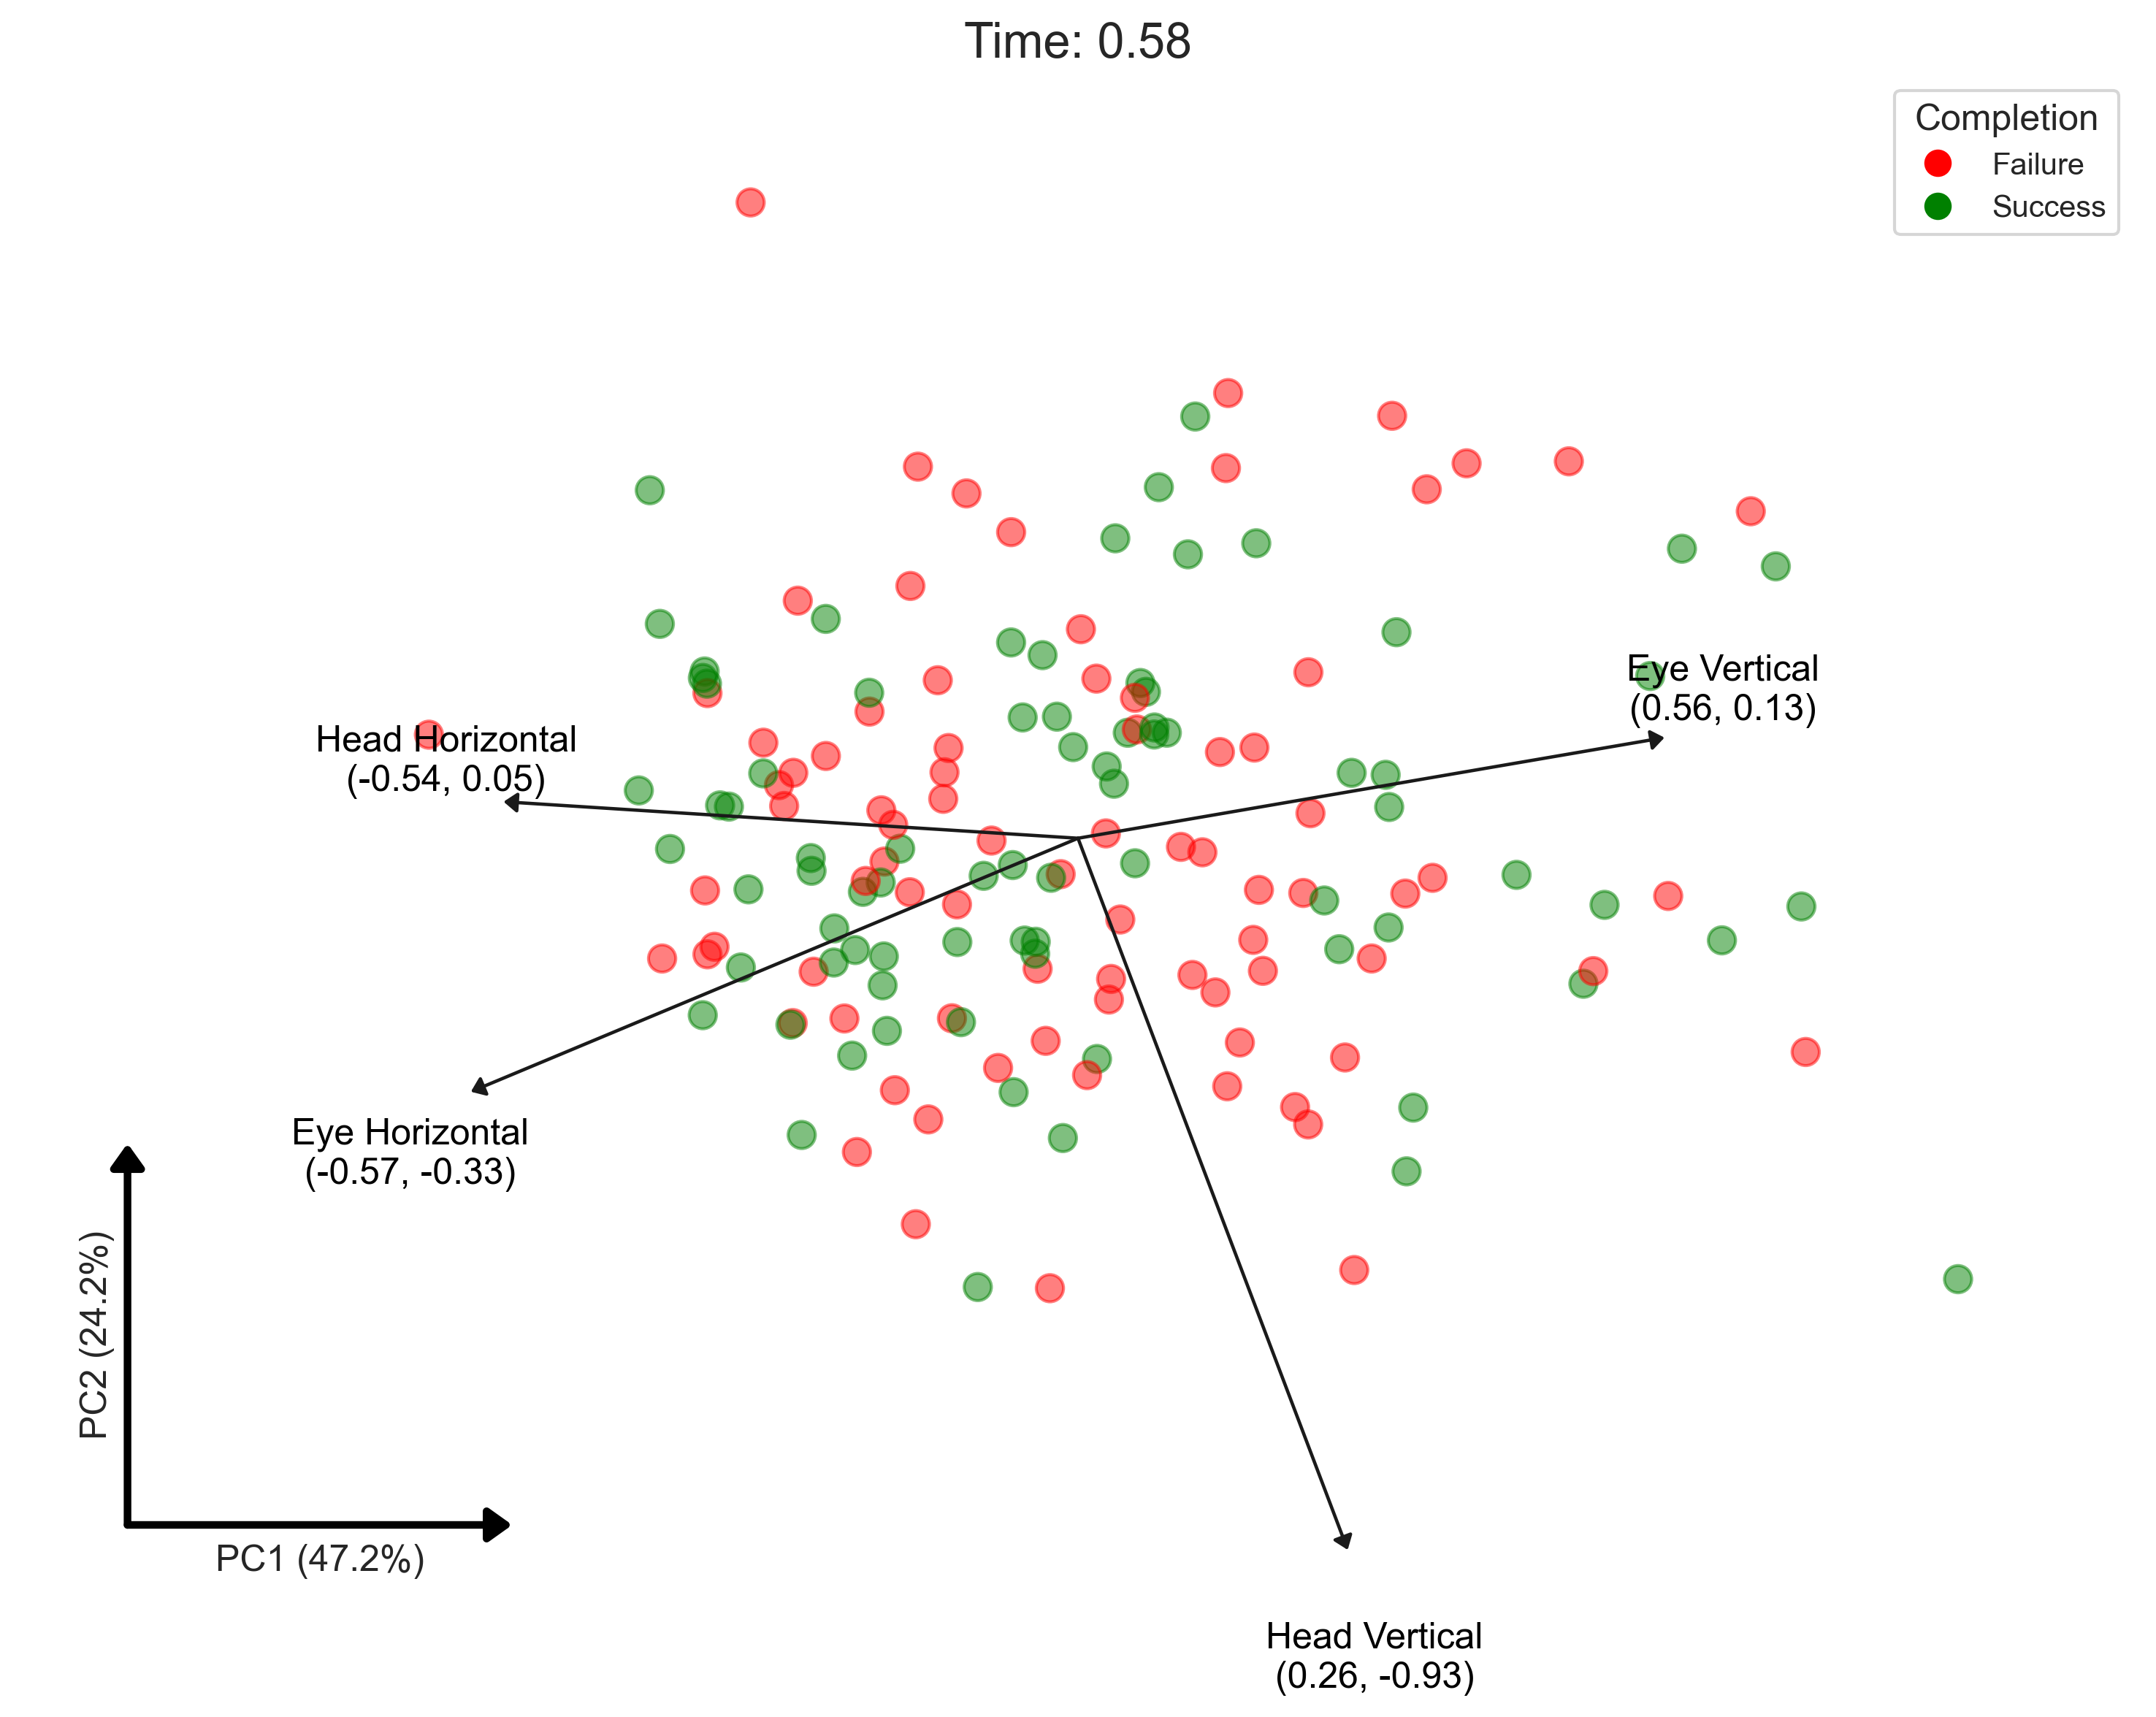 Time: 0.58
Completion
Failure
Success
Eye Vertical
(0.56, 0.13)
Head Horizontal
(-0.54, 0.05)
Eye Horizontal
(-0.57, -0.33)
PC2 (24.2%)
PC1 (47.2%)
Head Vertical
(0.26, -0.93)